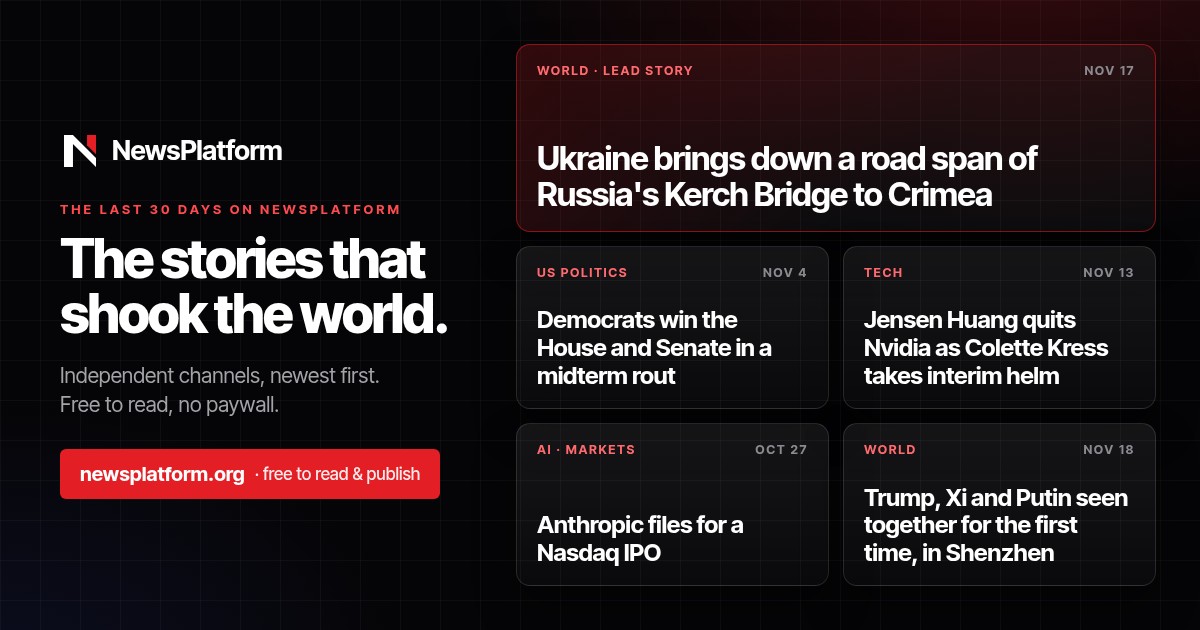 NewsPlatform
THE LAST 30 DAYS ON NEWSPLATFORM
The stories that
shook the world.
Independent channels, newest first.
Free to read, no paywall.
newsplatform.org · free to read & publish
WORLD · LEAD STORY NOV 17
Ukraine brings down a road span of
Russia's Kerch Bridge to Crimea
US POLITICS NOV 4
Democrats win the
House and Senate in a
midterm rout
TECH NOV 13
Jensen Huang quits
Nvidia as Colette Kress
takes interim helm
AI · MARKETS OCT 27
Anthropic files for a
Nasdaq IPO
WORLD NOV 18
Trump, Xi and Putin seen
together for the first
time, in Shenzhen